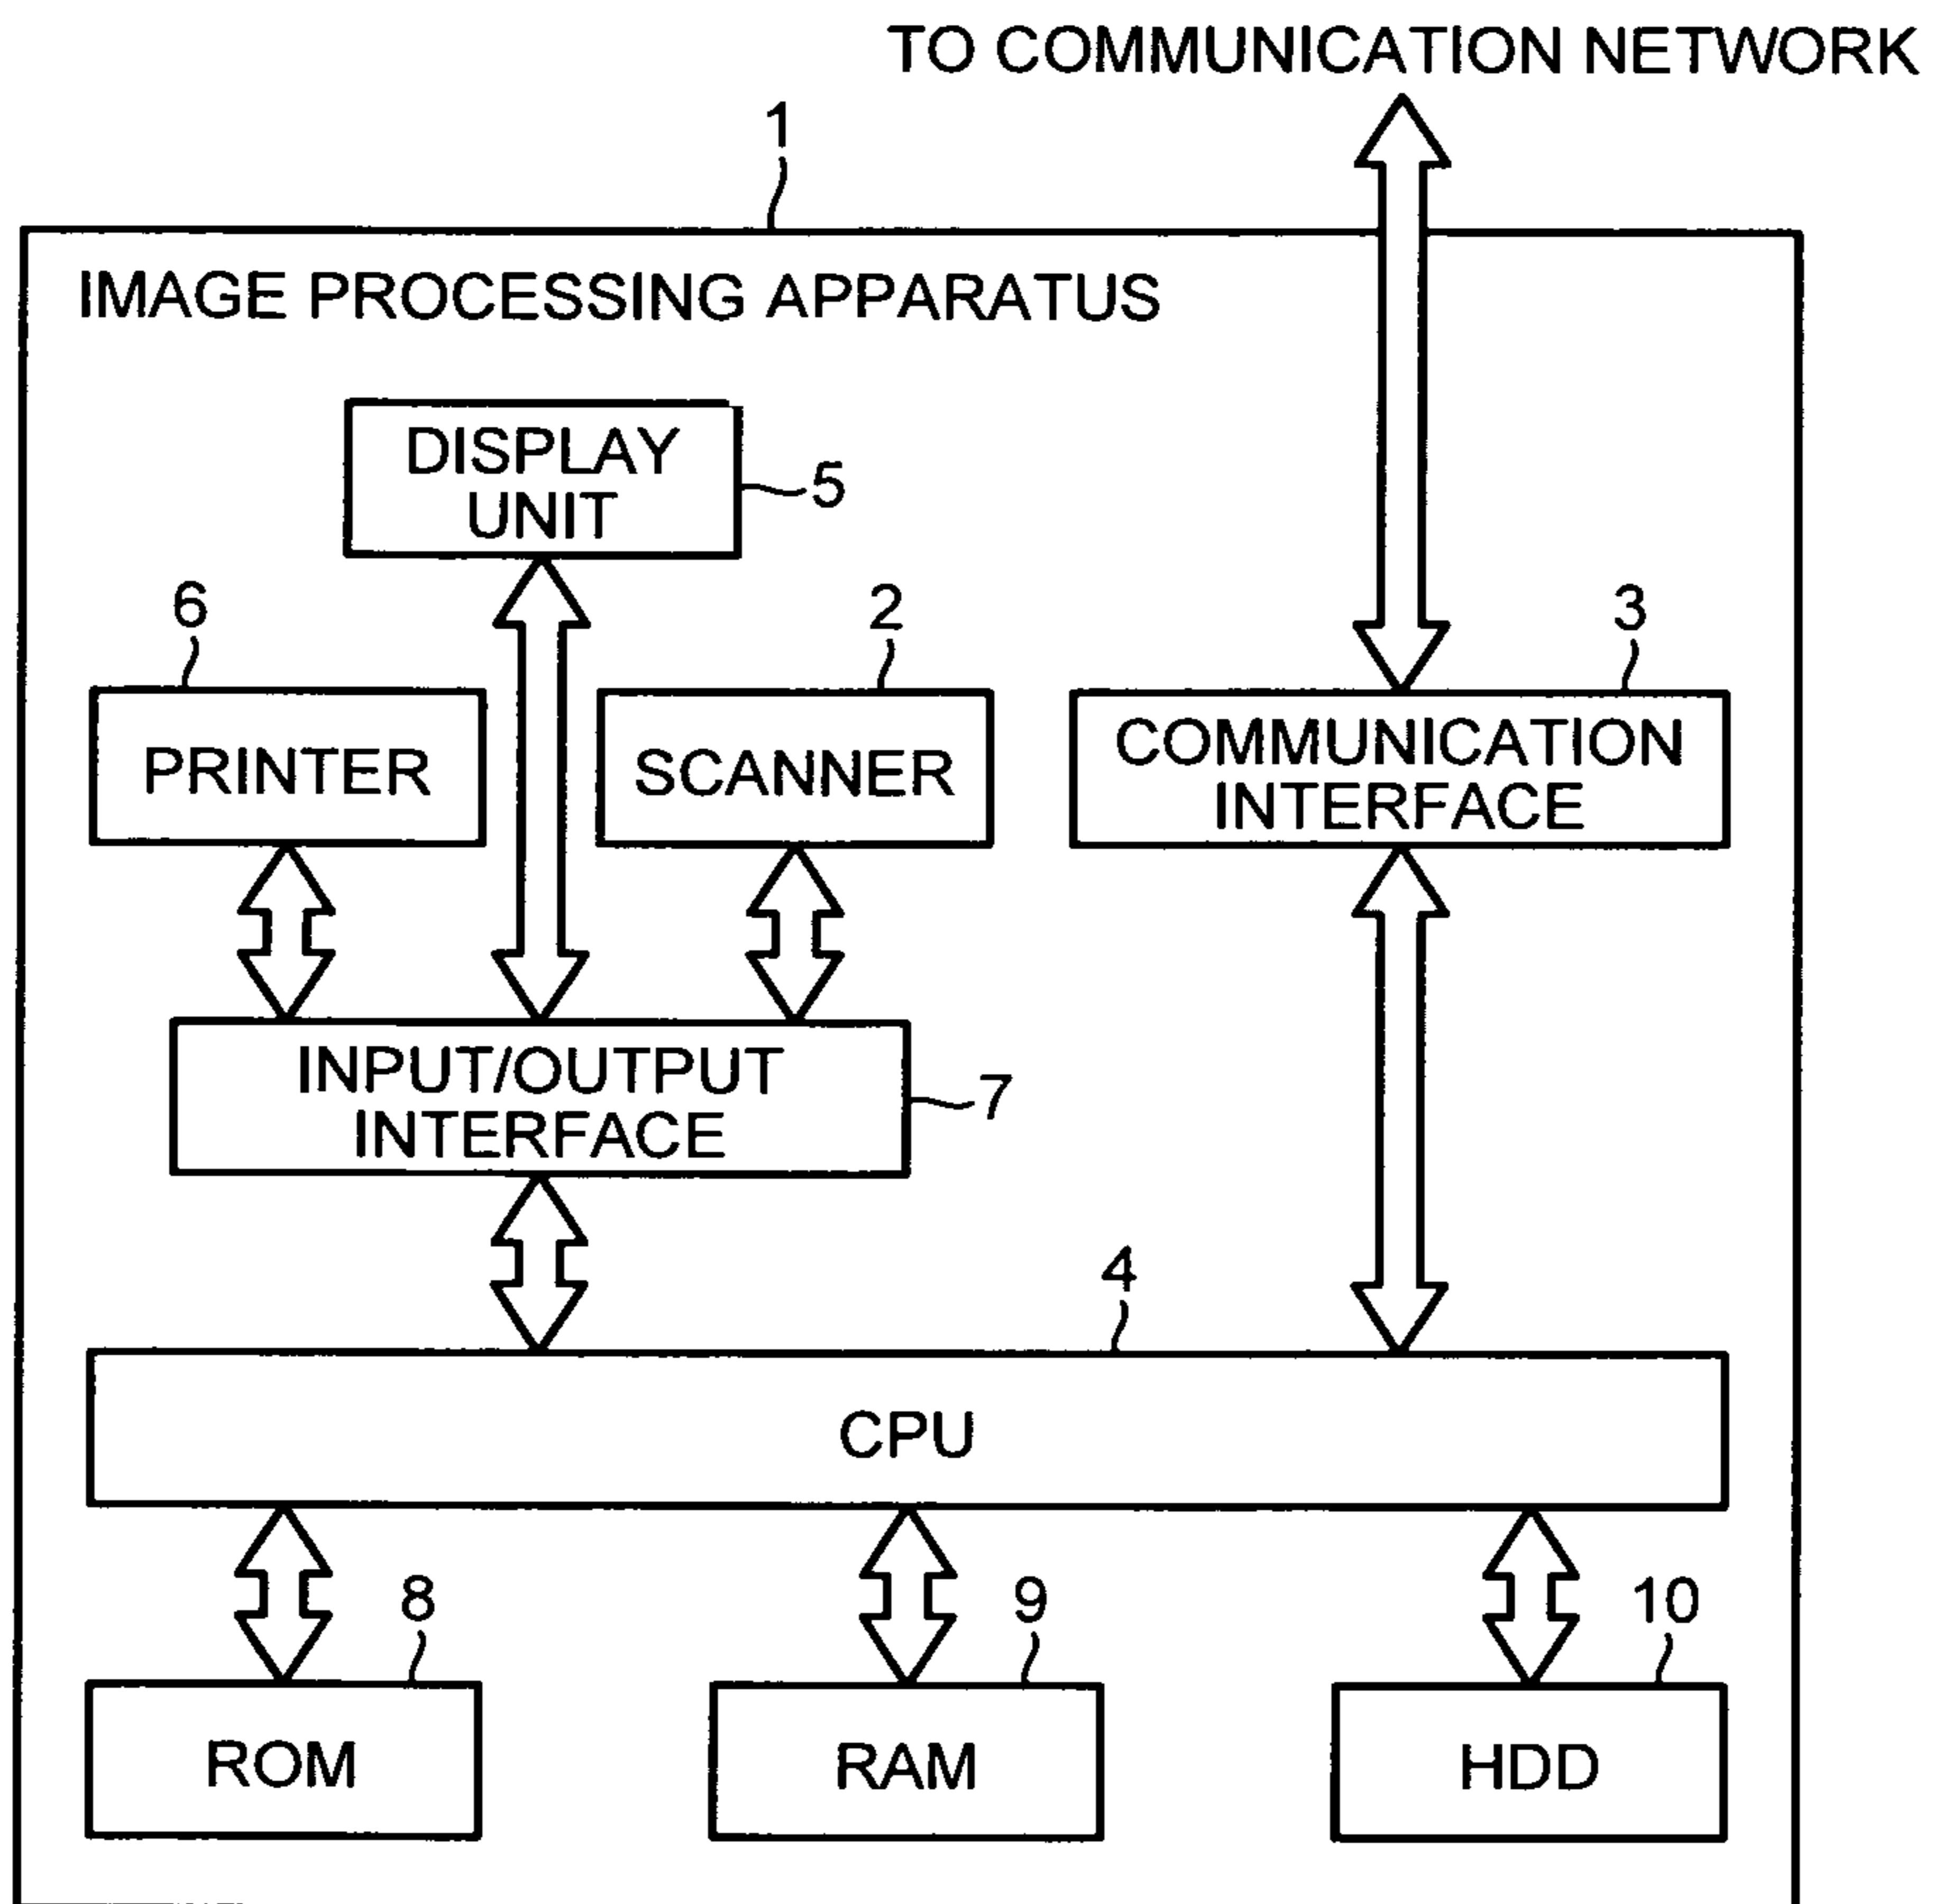 TO COMMUNICATION NETWORK
1
IMAGE PROCESSING APPARATUS
DISPLAY
UNIT
5
6
2
3
PRINTER
SCANNER
COMMUNICATION
INTERFACE
INPUT/OUTPUT
INTERFACE
7
4
CPU
8
9
10
ROM
RAM
HDD